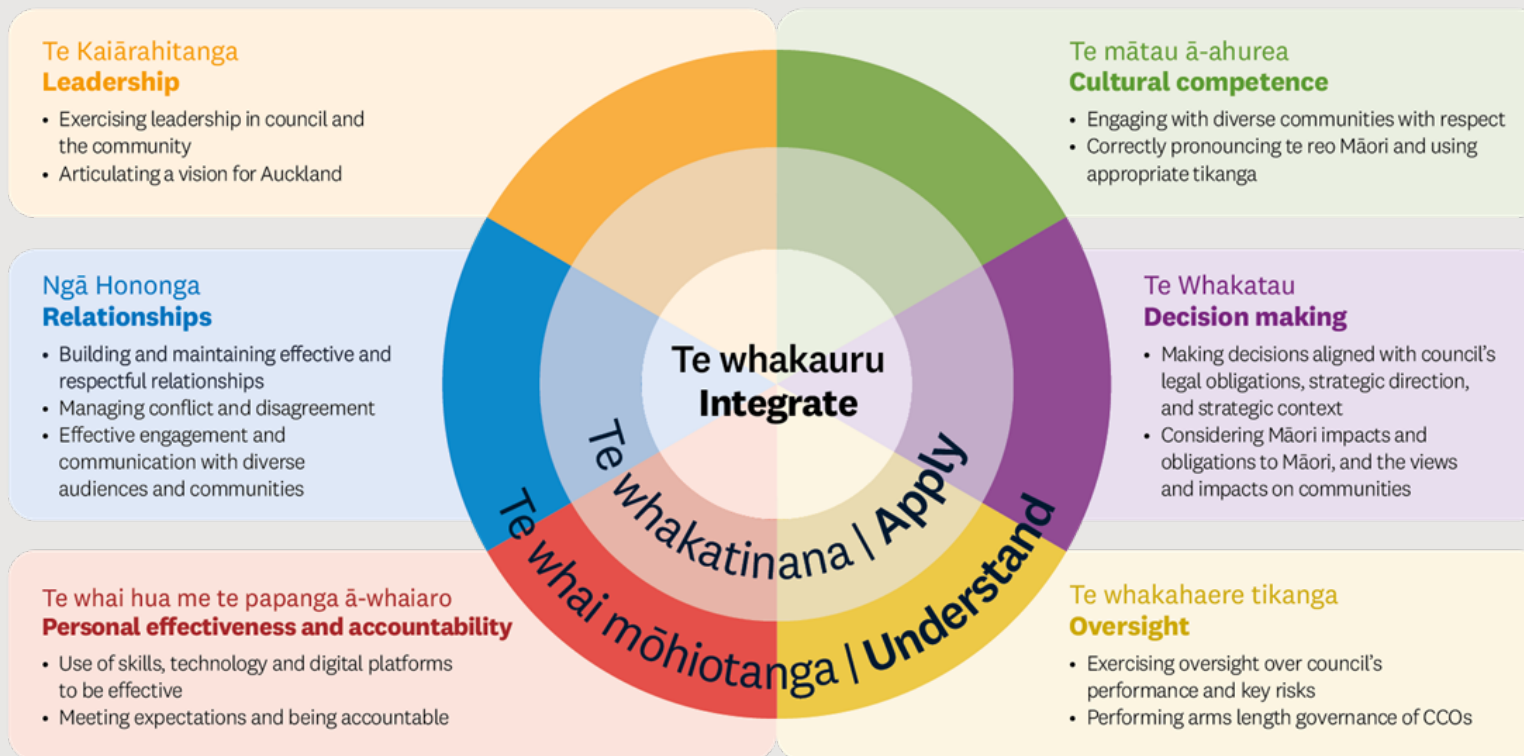 Te Kaiārahitanga
Leadership
• Exercising leadership in council and
the community
• Articulating a vision for Auckland
Te mātau ā-ahurea
Cultural competence
• Engaging with diverse communities with respect
• Correctly pronouncing te reo Māori and using
appropriate tikanga
Ngā Hononga
Relationships
• Building and maintaining effective and
respectful relationships
• Managing conflict and disagreement
• Effective engagement and
communication with diverse
audiences and communities
Te whakauru
Integrate
Te whakatinana | Apply
Te whai mōhiotanga | Understand
Te Whakatau
Decision making
• Making decisions aligned with council's
legal obligations, strategic direction,
and strategic context
• Considering Māori impacts and
obligations to Māori, and the views
and impacts on communities
Te whai hua me te papanga ā-whaiaro
Personal effectiveness and accountability
• Use of skills, technology and digital platforms
to be effective
• Meeting expectations and being accountable
Te whakahaere tikanga
Oversight
• Exercising oversight over council's
performance and key risks
• Performing arms length governance of CCOs